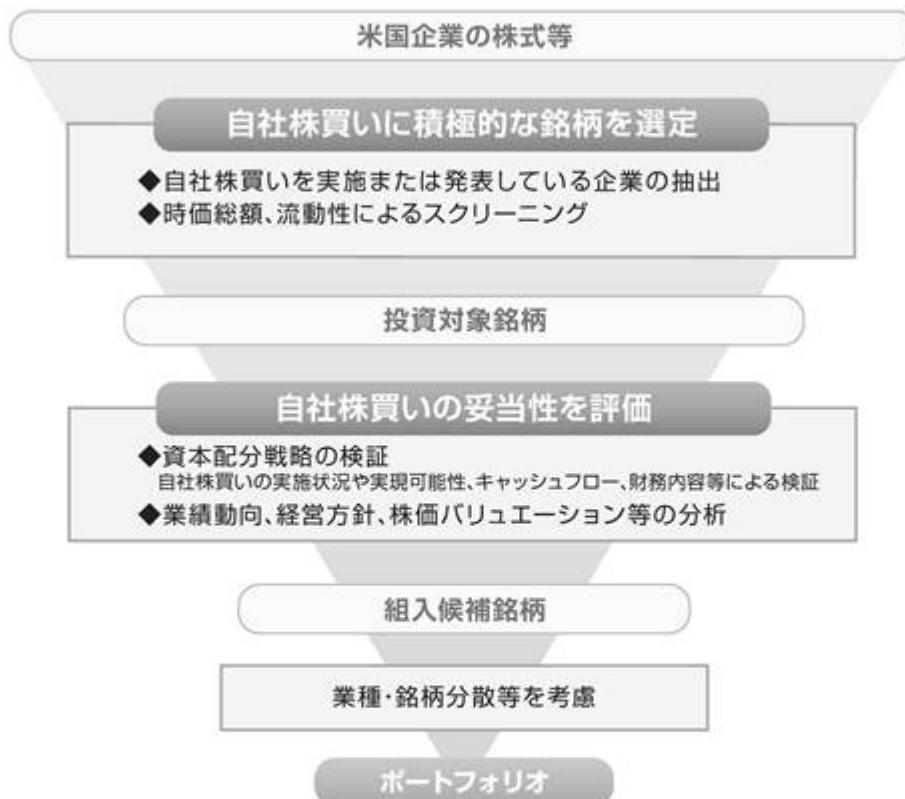 米国企業の株式等
自社株買いに積極的な銘柄を選定
◆自社株買いを実施または発表している企業の抽出
◆時価総額、流動性によるスクリーニング
投資対象銘柄
自社株買いの妥当性を評価
◆資本配分戦略の検証
自社株買いの実施状況や実現可能性、キャッシュフロー、財務内容等による検証
◆業績動向、経営方針、株価バリュエーション等の分析
組入候補銘柄
業種・銘柄分散等を考慮
ポートフォリオ